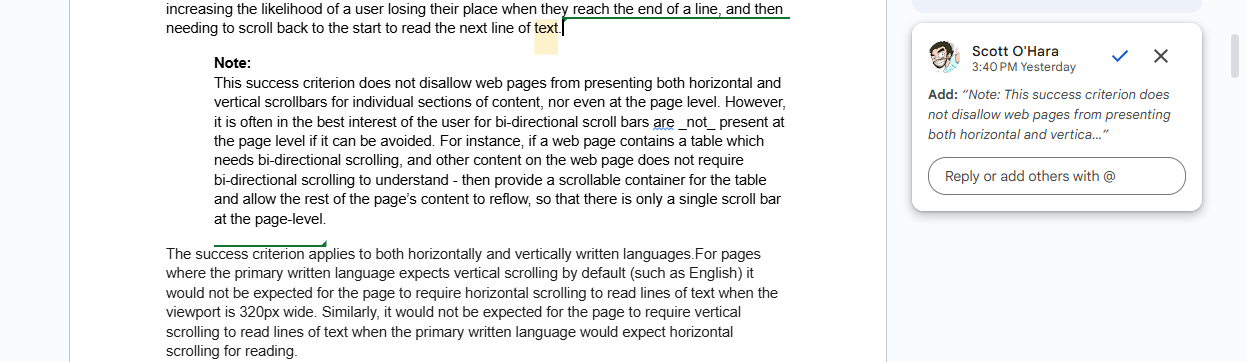 increasing the likelihood of a user losing their place when they reach the end of a line, and then
needing to scroll back to the start to read the next line of text.
Note:
This success criterion does not disallow web pages from presenting both horizontal and
vertical scrollbars for individual sections of content, nor even at the page level. However,
it is often in the best interest of the user for bi-directional scroll bars are _not_ present at
the page level if it can be avoided. For instance, if a web page contains a table which
needs bi-directional scrolling, and other content on the web page does not require
bi-directional scrolling to understand - then provide a scrollable container for the table
and allow the rest of the page's content to reflow, so that there is only a single scroll bar
at the page-level.
The success criterion applies to both horizontally and vertically written languages.For pages
where the primary written language expects vertical scrolling by default (such as English) it
would not be expected for the page to require horizontal scrolling to read lines of text when the
viewport is 320px wide. Similarly, it would not be expected for the page to require vertical
scrolling to read lines of text when the primary written language would expect horizontal
scrolling for reading.
Scott O'Hara
3:40 PM Yesterday
Add: “Note: This success criterion does
not disallow web pages from presenting
both horizontal and vertica...”
Reply or add others with @